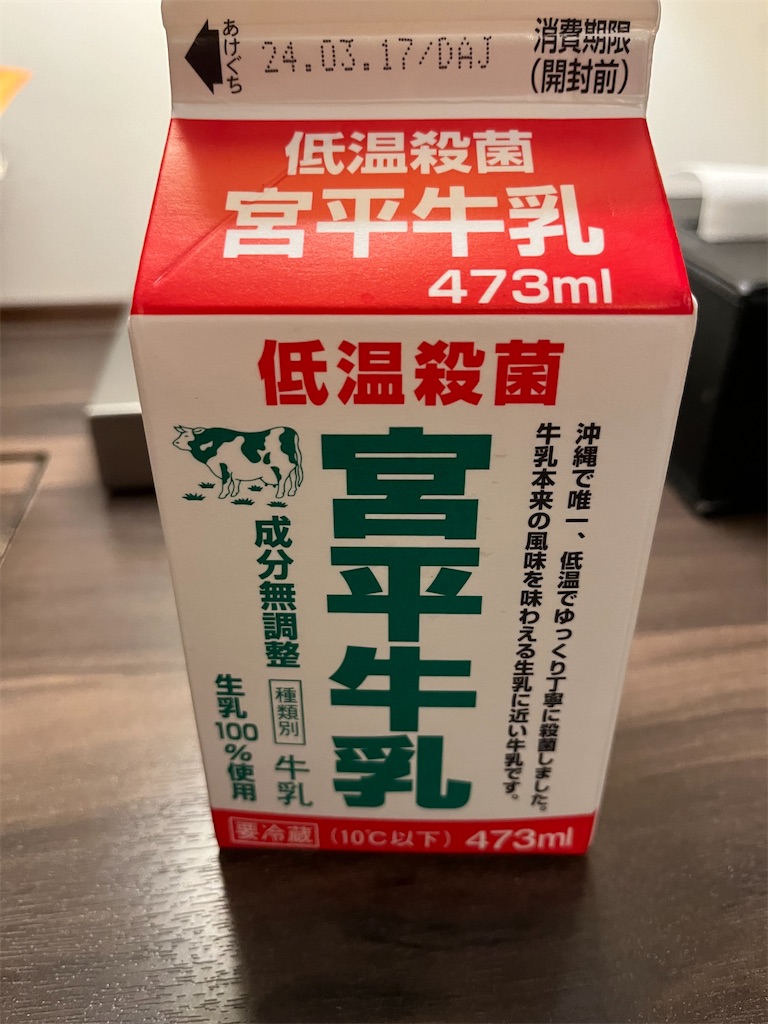 あけぐち
24.03.17/DAJ
消費期限
(開封前)
低温殺菌
宮平牛乳
473ml
低温殺菌
沖縄で唯一、低温でゆっくり丁寧に殺菌しました。
牛乳本来の風味を味わえる生乳に近い牛乳です。
宮平牛乳
成分無調整
種類別
牛乳
生乳100%使用
要冷蔵
(10℃以下)
473ml